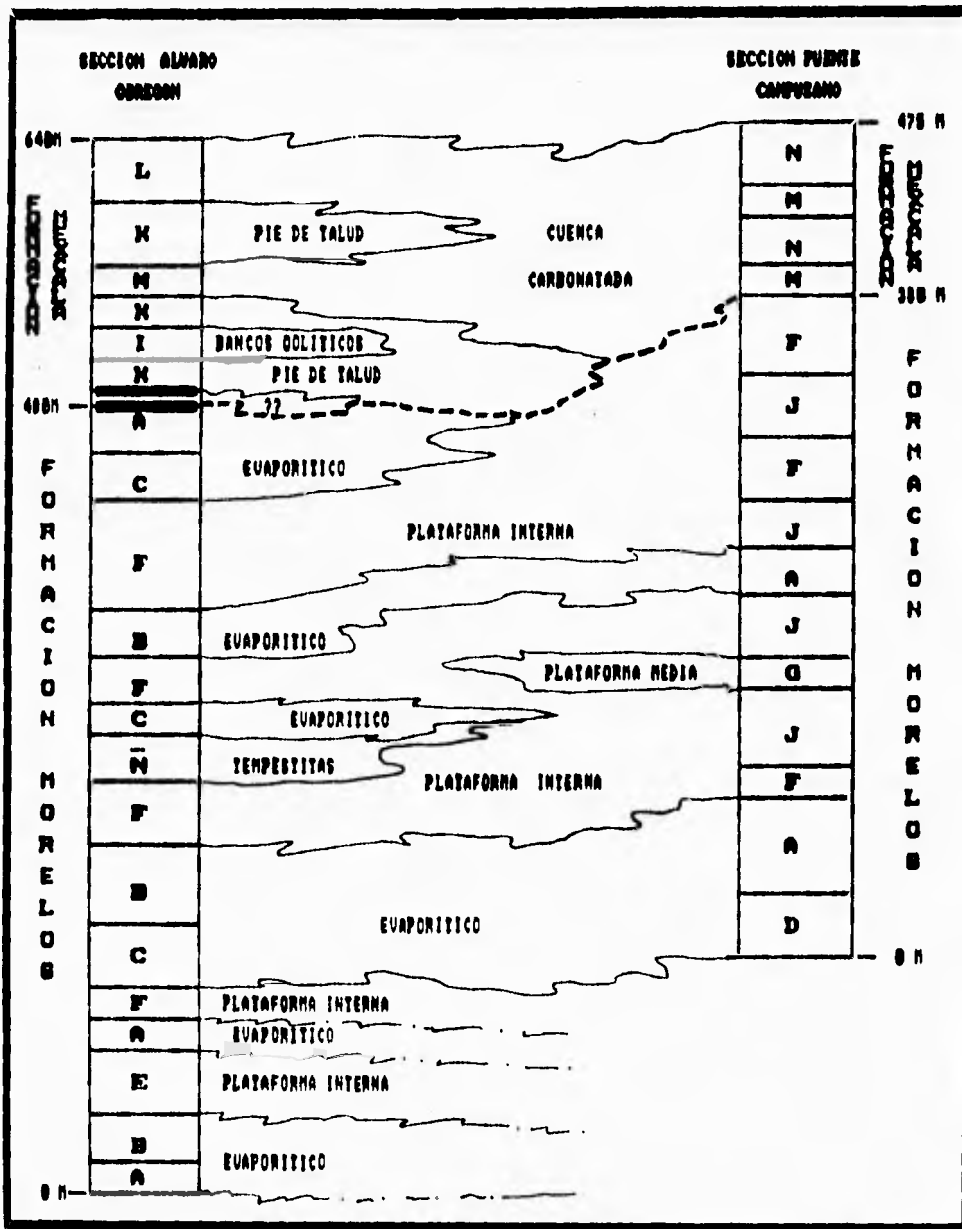 SECCION ALVARO
OBREGON
SECCION PUENTE
CAMPUZANO
640M
L
K
M
K
I
K
A
C
F
B
F
C
Ñ
F
B
C
F
A
E
B
A
400M
0 M
FORMACION
MEZCALA
FORMACION MORELOS
PIE DE TALUD
CUENCA
CARBONATADA
BANCOS OOLITICOS
PIE DE TALUD
? ??
EVAPORITICO
PLATAFORMA INTERNA
EVAPORITICO
PLATAFORMA MEDIA
EVAPORITICO
TEMPESTITAS
PLATAFORMA INTERNA
EVAPORITICO
PLATAFORMA INTERNA
EVAPORITICO
PLATAFORMA INTERNA
EVAPORITICO
475 M
N
M
N
M
F
J
F
J
A
J
G
J
F
A
D
0 M
FORMACION
MEZCALA
FORMACION MORELOS